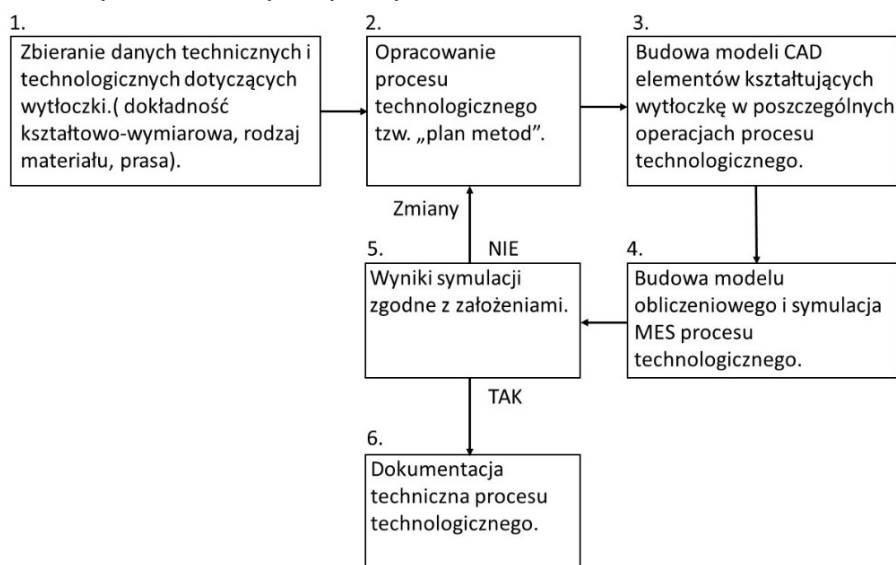 1.
Zbieranie danych technicznych i
technologicznych dotyczących
wytłoczki.( dokładność
kształtowo-wymiarowa, rodzaj
materiału, prasa).
2.
Opracowanie
procesu
technologicznego
tzw. „plan metod”.
3.
Budowa modeli CAD
elementów kształtujących
wytłoczkę w poszczególnych
operacjach procesu
technologicznego.
Zmiany
NIE
5.
Wyniki symulacji
zgodne z założeniami.
4.
Budowa modelu
obliczeniowego i symulacja
MES procesu
technologicznego.
TAK
6.
Dokumentacja
techniczna procesu
technologicznego.